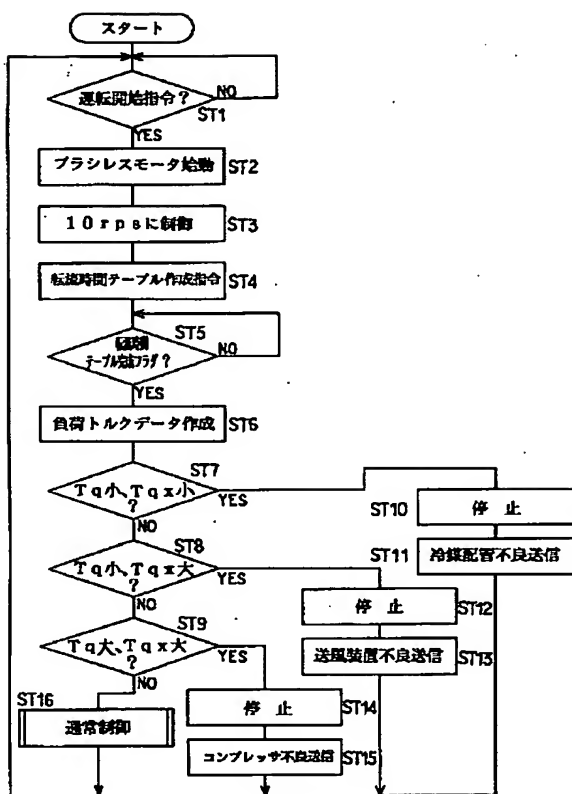 スタート
運転開始指令?
NO
ST1
YES
ブラシレスモータ始動
ST2
10rpsに制御
ST3
転流時間テーブル作成指令
ST4
ST5
テーブル完成フラグ?
NO
YES
負荷トルクデータ作成
ST6
ST7
Tq小、Tqx小
?
YES
NO
ST10
停止
ST11
冷媒配管不良送信
ST8
Tq小、Tqx大
?
YES
NO
ST12
停止
送風装置不良送信
ST13
ST9
Tq大、Tqx大
?
YES
NO
ST16
通常制御
停止
ST14
コンプレッサ不良送信
ST15